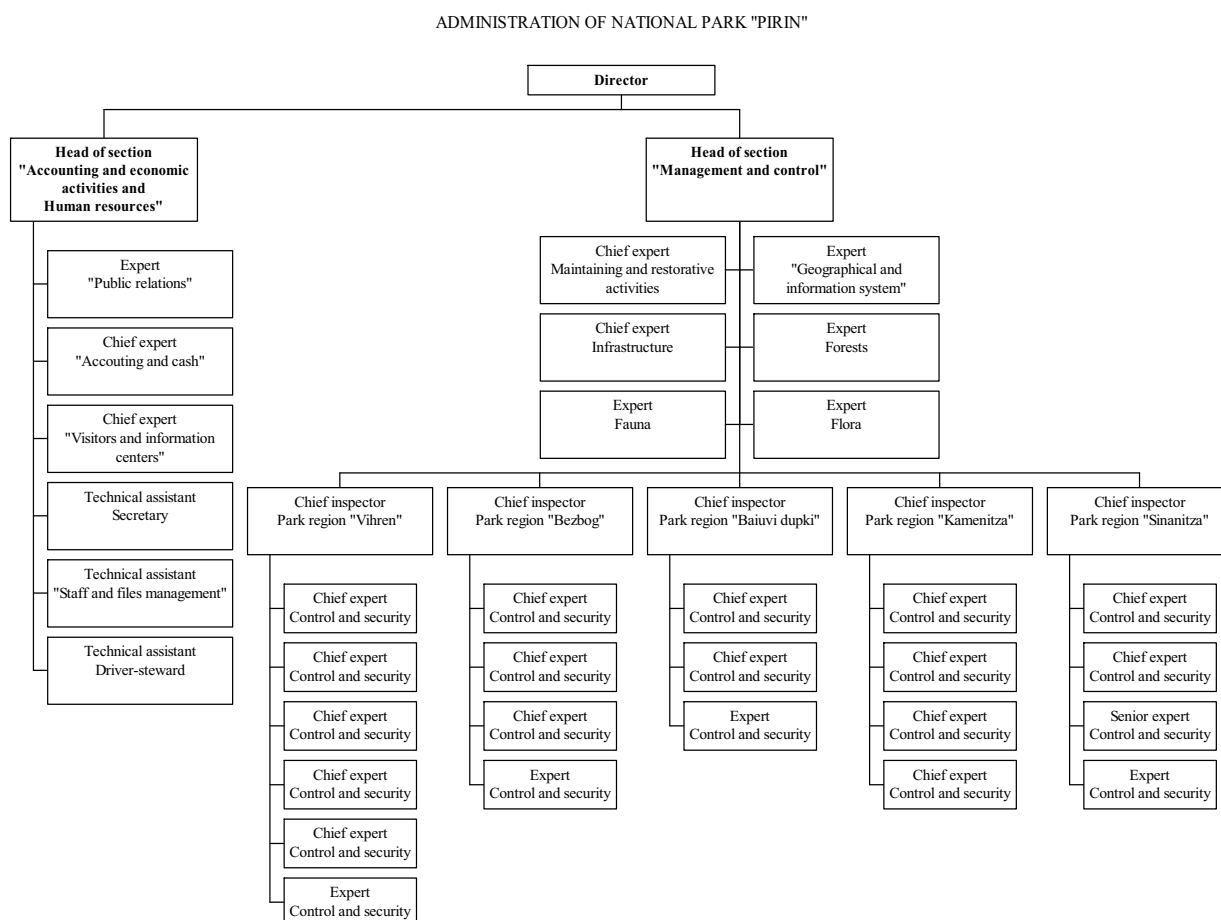 ADMINISTRATION OF NATIONAL PARK "PIRIN"
Director
Head of section
"Accounting and economic
activities and
Human resources"
Head of section
"Management and control"
Expert
"Public relations"
Chief expert
"Accouting and cash"
Chief expert
"Visitors and information
centers"
Technical assistant
Secretary
Technical assistant
"Staff and files management"
Technical assistant
Driver-steward
Chief expert
Maintaining and restorative
activities
Expert
"Geographical and
information system"
Chief expert
Infrastructure
Expert
Forests
Expert
Fauna
Expert
Flora
Chief inspector
Park region "Vihren"
Chief expert
Control and security
Chief expert
Control and security
Chief expert
Control and security
Chief expert
Control and security
Chief expert
Control and security
Expert
Control and security
Chief inspector
Park region "Bezbog"
Chief expert
Control and security
Chief expert
Control and security
Chief expert
Control and security
Expert
Control and security
Chief inspector
Park region "Baiuvi dupki"
Chief expert
Control and security
Chief expert
Control and security
Expert
Control and security
Chief inspector
Park region "Kamenitza"
Chief expert
Control and security
Chief expert
Control and security
Chief expert
Control and security
Chief expert
Control and security
Chief inspector
Park region "Sinanitza"
Chief expert
Control and security
Chief expert
Control and security
Senior expert
Control and security
Expert
Control and security